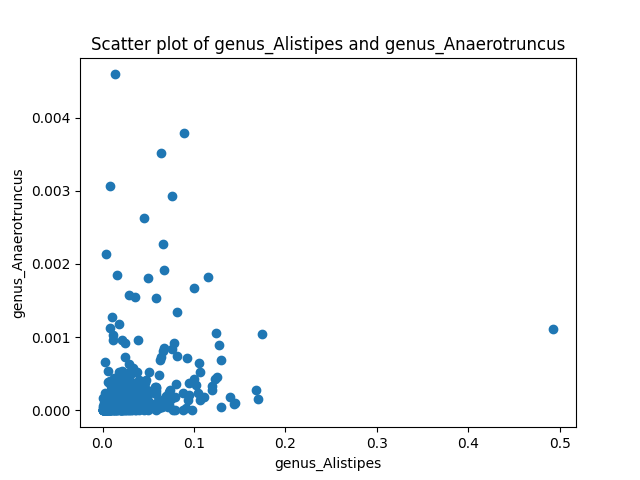 Scatter plot of genus_Alistipes and genus_Anaerotruncus
genus_Anaerotruncus
0.004
0.003
0.002
0.001
0.000
0.0 0.1 0.2 0.3 0.4 0.5
genus_Alistipes